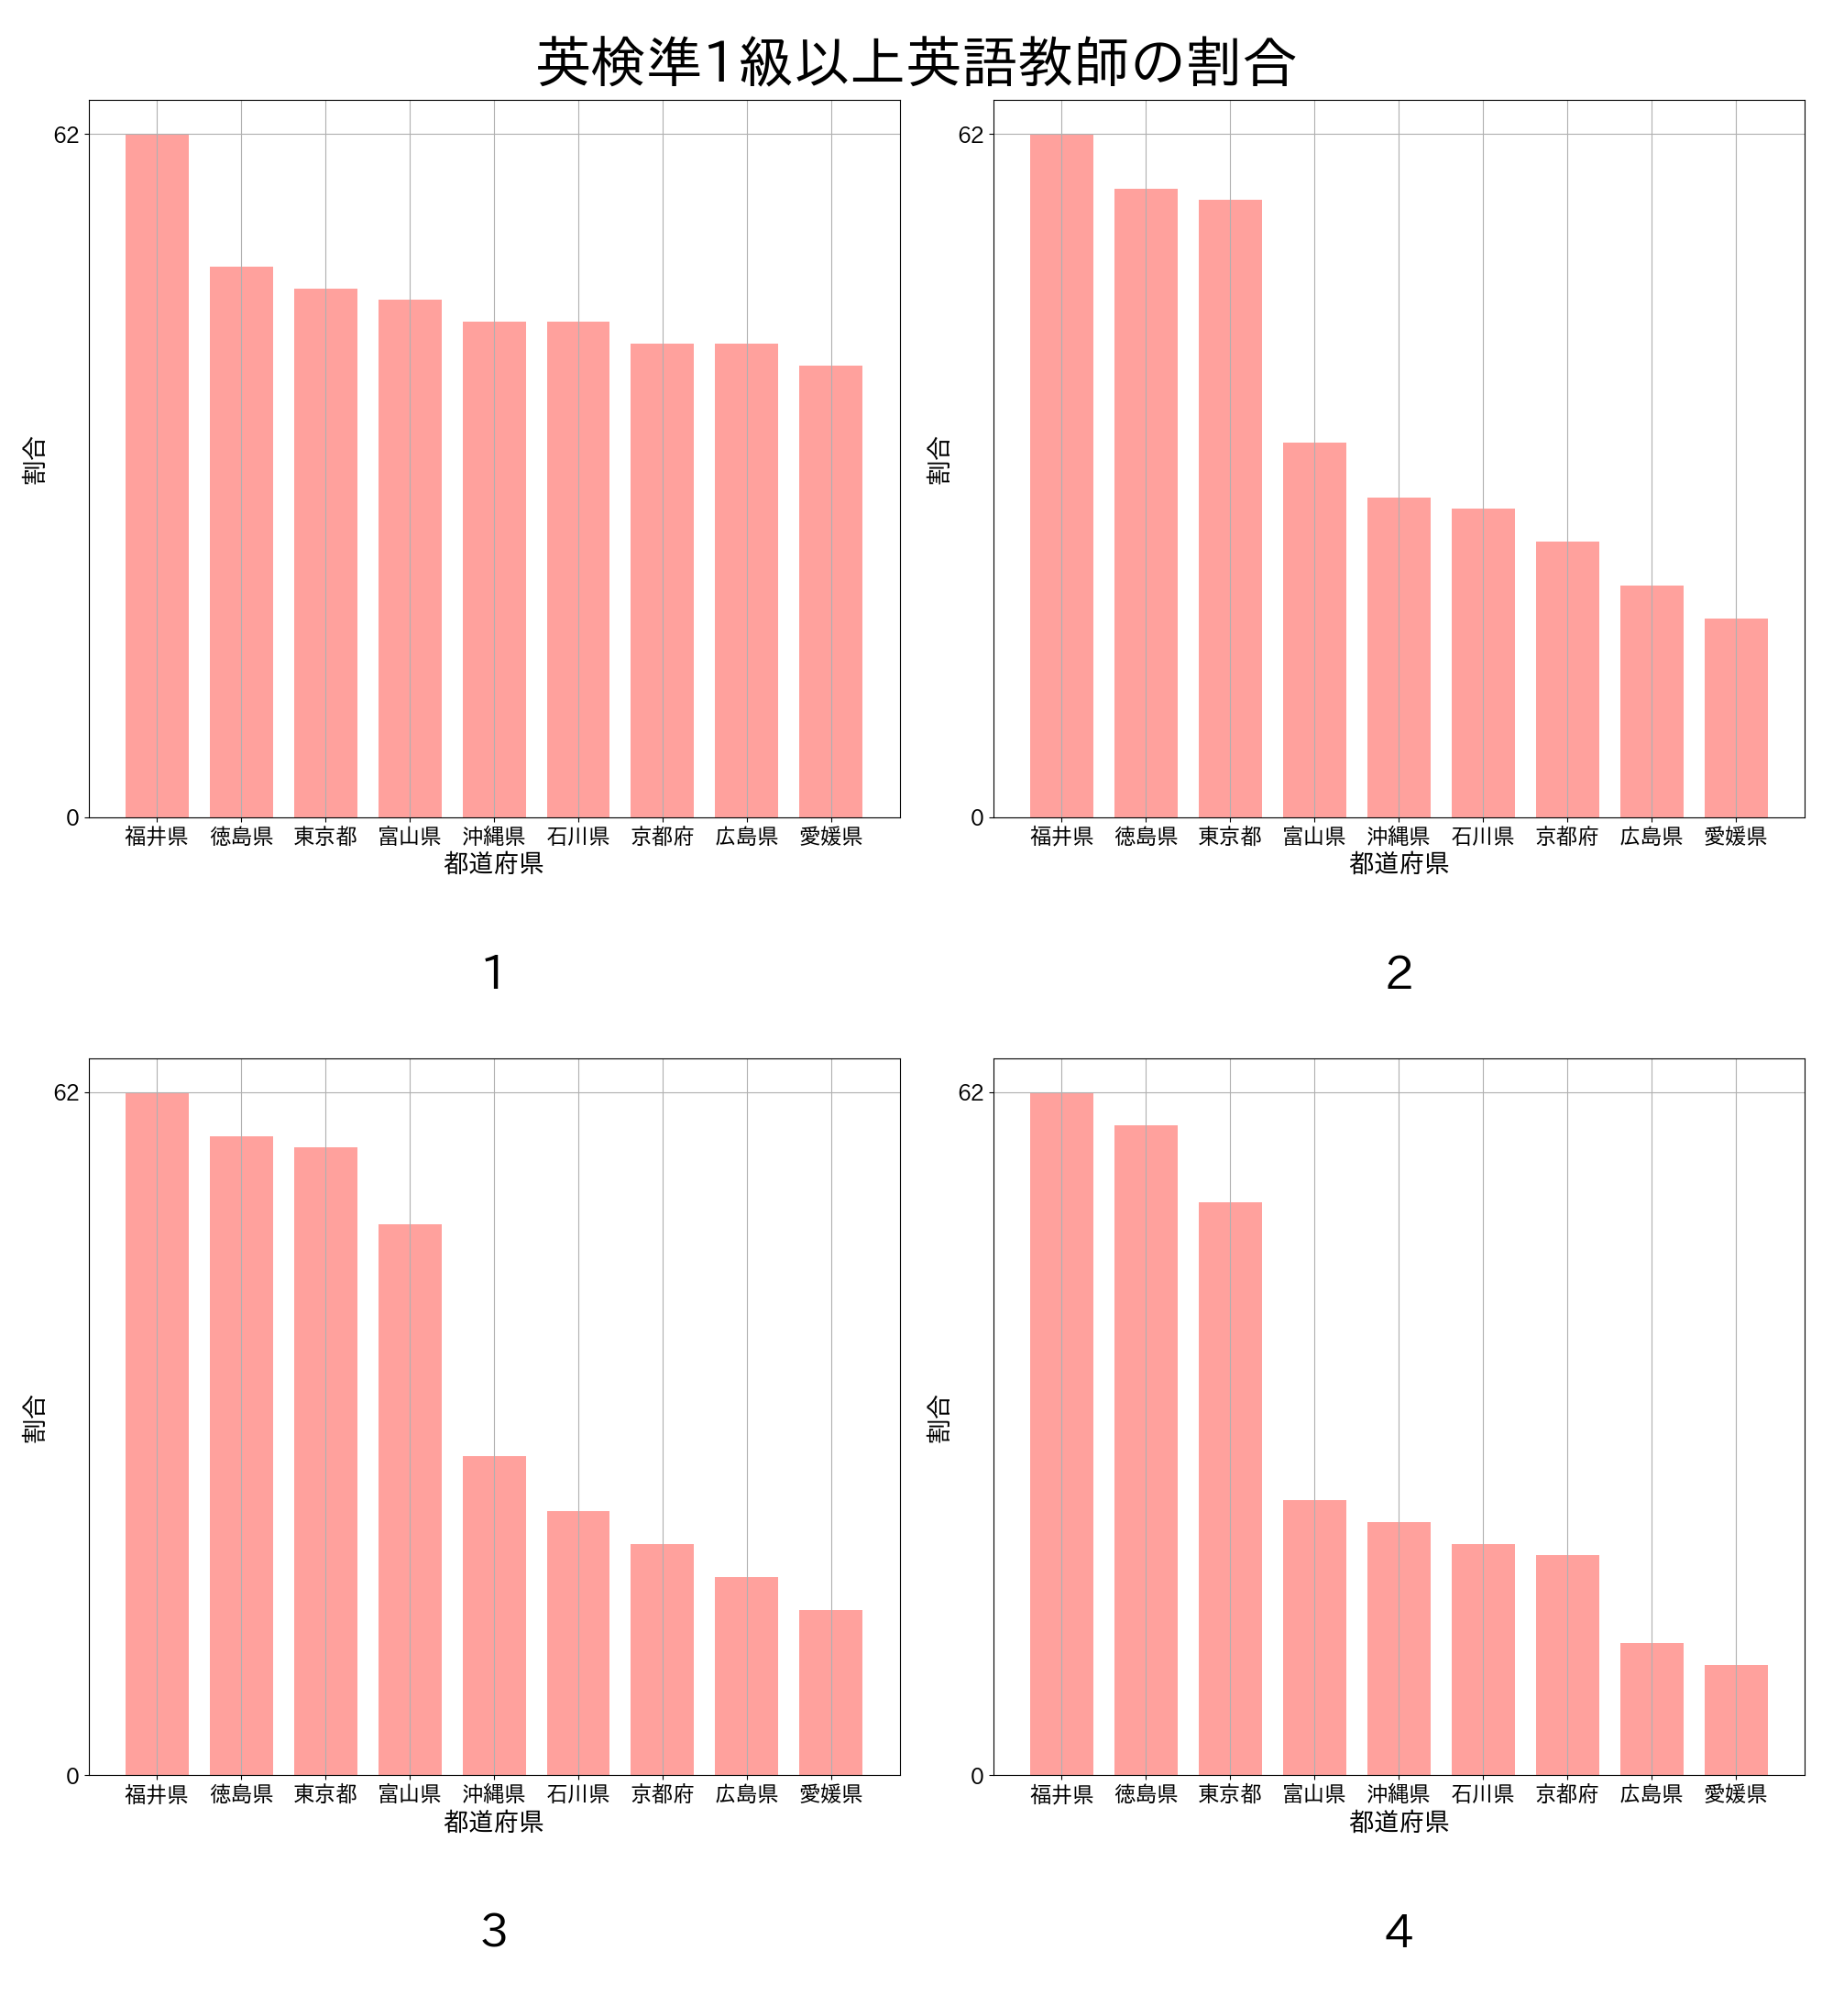 英検準1級以上英語教師の割合
62
0
割合
福井県 徳島県 東京都 富山県 沖縄県 石川県 京都府 広島県 愛媛県
都道府県
1
62
0
割合
福井県 徳島県 東京都 富山県 沖縄県 石川県 京都府 広島県 愛媛県
都道府県
2
62
0
割合
福井県 徳島県 東京都 富山県 沖縄県 石川県 京都府 広島県 愛媛県
都道府県
3
62
0
割合
福井県 徳島県 東京都 富山県 沖縄県 石川県 京都府 広島県 愛媛県
都道府県
4